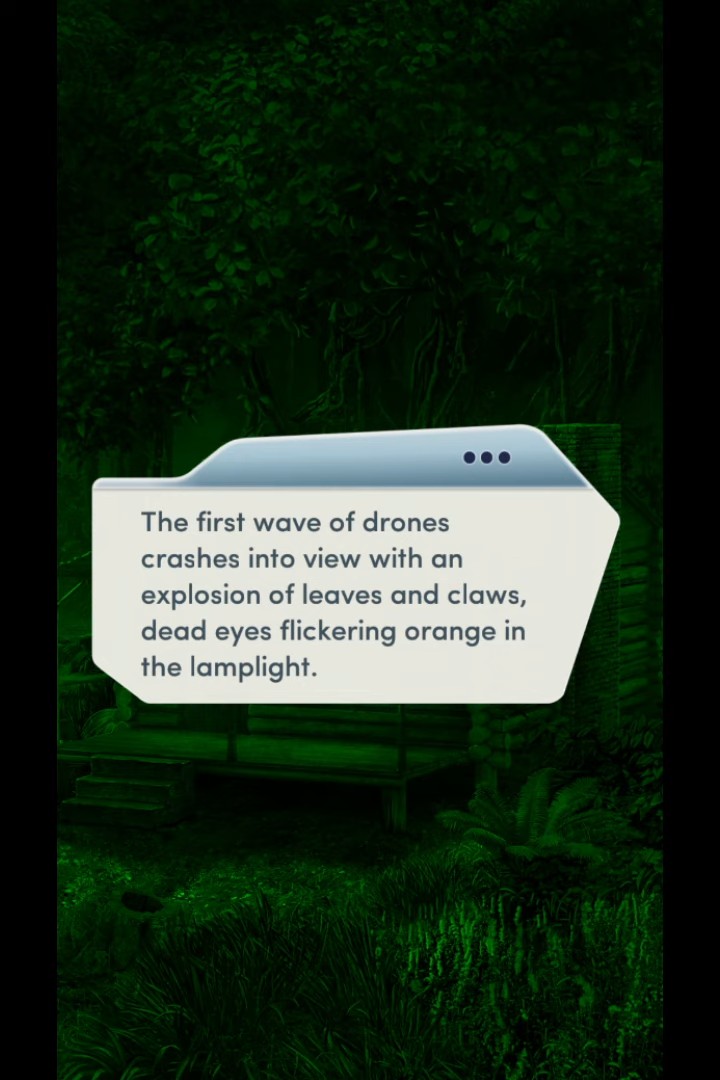 The first wave of drones
crashes into view with an
explosion of leaves and claws,
dead eyes flickering orange in
the lamplight.